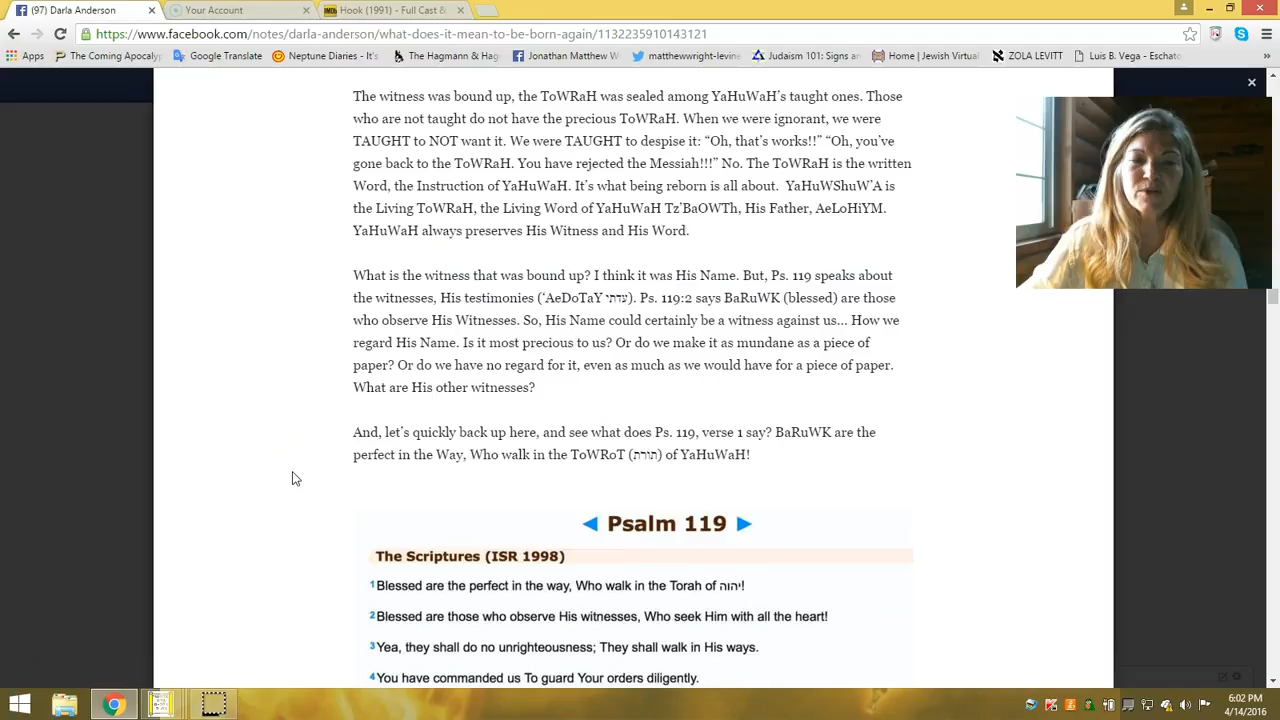 (97) Darla Anderson
Your Account
IMDb Hook (1991) - Full Cast &
https://www.facebook.com/notes/darla-anderson/what-does-it-mean-to-be-born-again/1132235910143121
Apps The Coming Apocalyp Google Translate Neptune Diaries - It's The Hagmann & Hag Jonathan Matthew W matthewwright-levine Judaism 101: Signs an Home | Jewish Virtual ZOLA LEVITT Luis B. Vega - Eschato
The witness was bound up, the ToWRaH was sealed among YaHuWaH's taught ones. Those
who are not taught do not have the precious ToWRaH. When we were ignorant, we were
TAUGHT to NOT want it. We were TAUGHT to despise it: “Oh, that's works!!” “Oh, you've
gone back to the ToWRaH. You have rejected the Messiah!!!” No. The ToWRaH is the written
Word, the Instruction of YaHuWaH. It's what being reborn is all about. YaHuWShuW'A is
the Living ToWRaH, the Living Word of YaHuWaH Tz'BaOWTh, His Father, AeLoHiYM.
YaHuWaH always preserves His Witness and His Word.
What is the witness that was bound up? I think it was His Name. But, Ps. 119 speaks about
the witnesses, His testimonies (‘AeDoTaY עדתי). Ps. 119:2 says BaRuWK (blessed) are those
who observe His Witnesses. So, His Name could certainly be a witness against us… How we
regard His Name. Is it most precious to us? Or do we make it as mundane as a piece of
paper? Or do we have no regard for it, even as much as we would have for a piece of paper.
What are His other witnesses?
And, let's quickly back up here, and see what does Ps. 119, verse 1 say? BaRuWK are the
perfect in the Way, Who walk in the ToWRoT (תורת) of YaHuWaH!
Psalm 119
The Scriptures (ISR 1998)
1 Blessed are the perfect in the way, Who walk in the Torah of יהוה!
2 Blessed are those who observe His witnesses, Who seek Him with all the heart!
3 Yea, they shall do no unrighteousness; They shall walk in His ways.
4 You have commanded us To guard Your orders diligently.
6:02 PM
4/14/2016